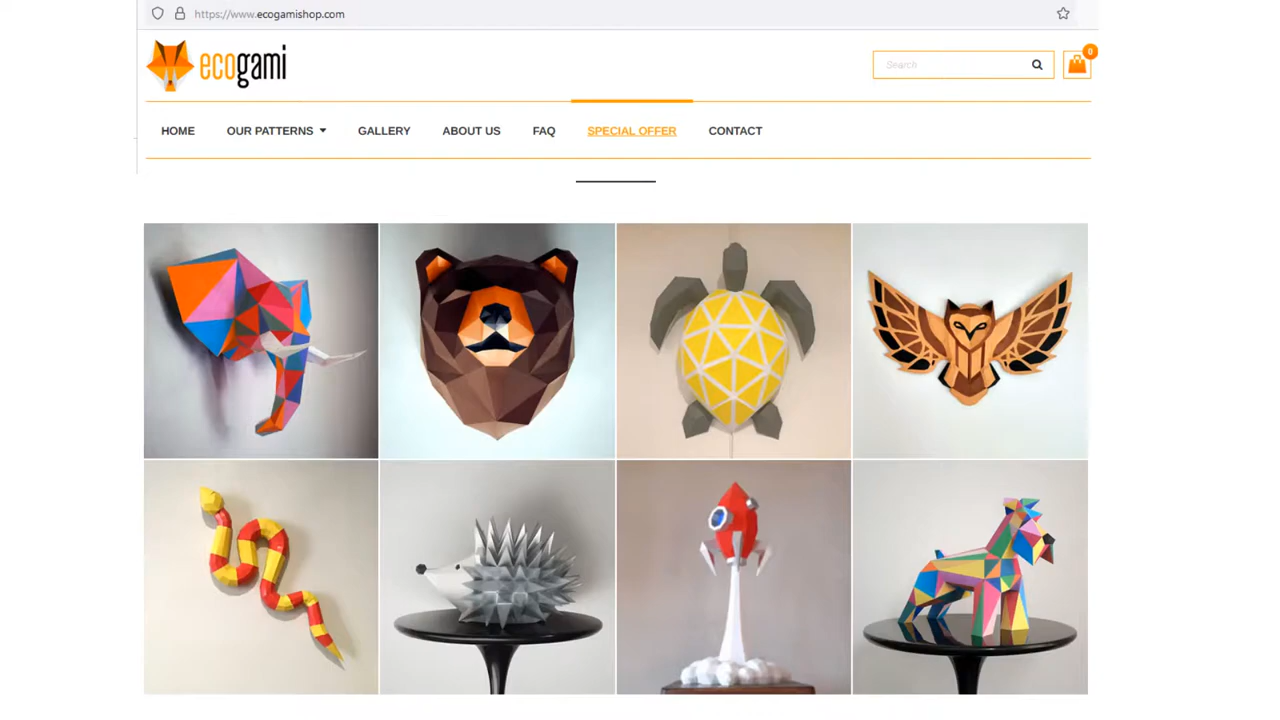 https://www.ecogamishop.com
ecogami
Search
0
HOME OUR PATTERNS GALLERY ABOUT US FAQ SPECIAL OFFER CONTACT